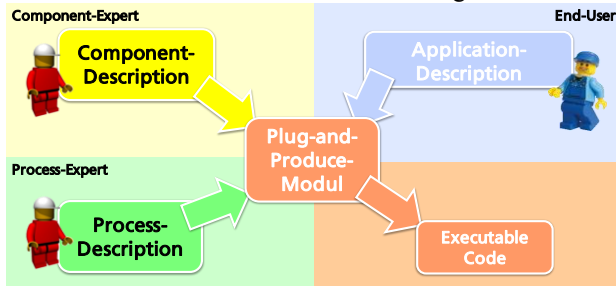 Component-Expert
End-User
Component-
Description
Application-
Description
Plug-and-
Produce-
Modul
Process-Expert
Process-
Description
Executable
Code